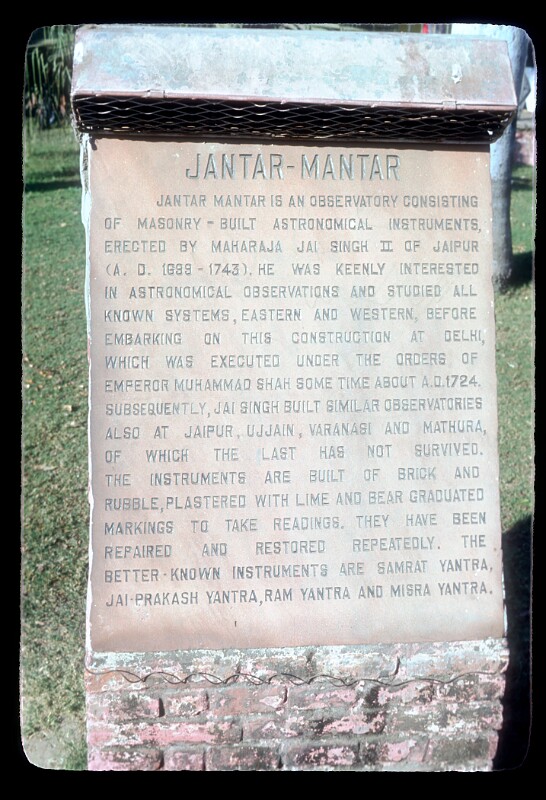 JANTAR-MANTAR
JANTAR MANTAR IS AN OBSERVATORY CONSISTING
OF MASONRY-BUILT ASTRONOMICAL INSTRUMENTS,
ERECTED BY MAHARAJA JAI SINGH II OF JAIPUR
(A. D. 1699-1743). HE WAS KEENLY INTERESTED
IN ASTRONOMICAL OBSERVATIONS AND STUDIED ALL
KNOWN SYSTEMS, EASTERN AND WESTERN, BEFORE
EMBARKING ON THIS CONSTRUCTION AT DELHI,
WHICH WAS EXECUTED UNDER THE ORDERS OF
EMPEROR MUHAMMAD SHAH SOME TIME ABOUT A.D.1724.
SUBSEQUENTLY, JAI SINGH BUILT SIMILAR OBSERVATORIES
ALSO AT JAIPUR, UJJAIN, VARANASI AND MATHURA,
OF WHICH THE LAST HAS NOT SURVIVED.
THE INSTRUMENTS ARE BUILT OF BRICK AND
RUBBLE, PLASTERED WITH LIME AND BEAR GRADUATED
MARKINGS TO TAKE READINGS. THEY HAVE BEEN
REPAIRED AND RESTORED REPEATEDLY. THE
BETTER-KNOWN INSTRUMENTS ARE SAMRAT YANTRA,
JAI-PRAKASH YANTRA, RAM YANTRA AND MISRA YANTRA.